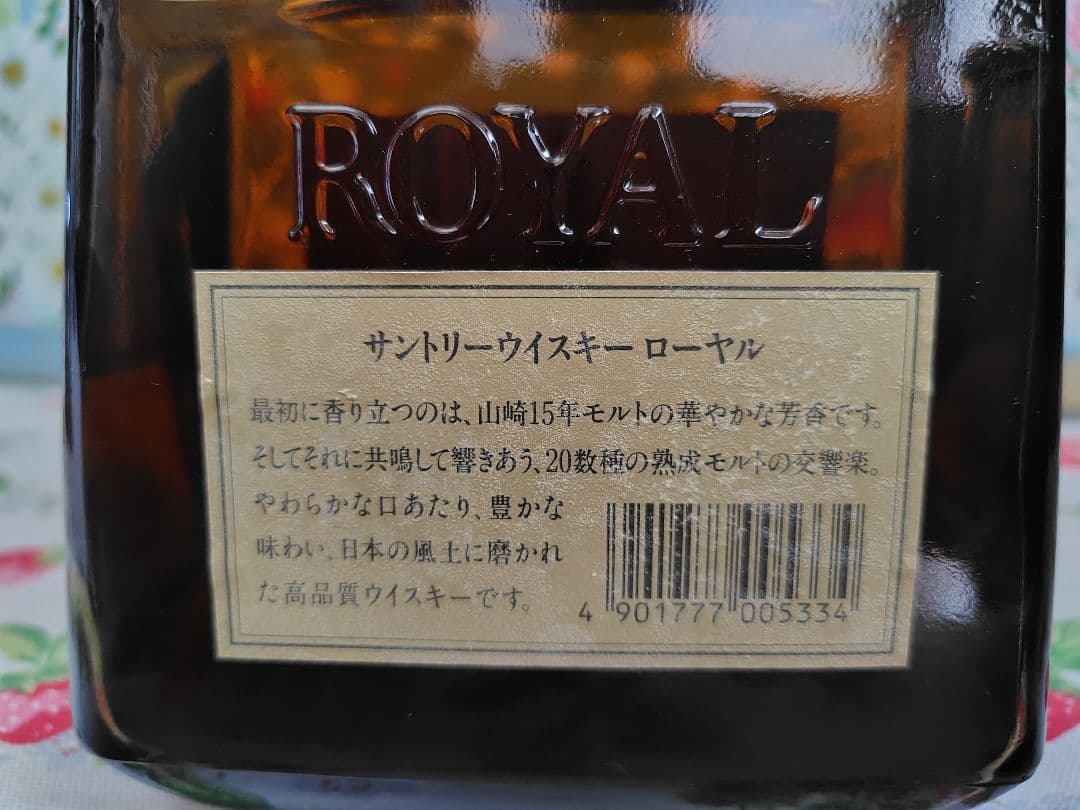 ROYAL
サントリーウイスキー ローヤル
最初に香り立つのは、山崎15年モルトの華やかな芳香です。
そしてそれに共鳴して響きあう、20数種の熟成モルトの交響楽。
やわらかな口あたり、豊かな
味わい、日本の風土に磨かれ
た高品質ウイスキーです。
4 901777 005334